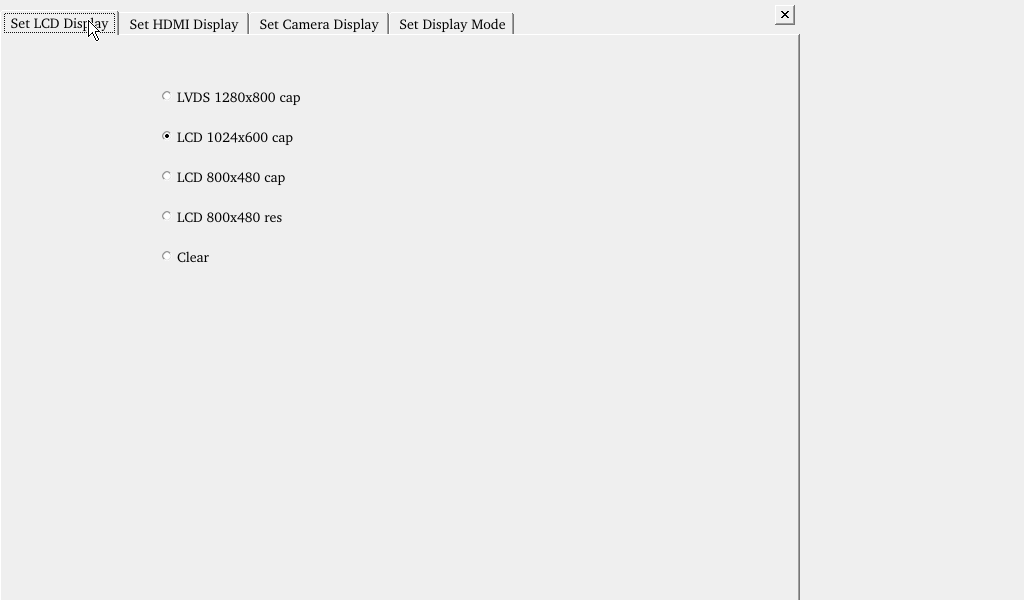 Set LCD Display Set HDMI Display Set Camera Display Set Display Mode
LVDS 1280x800 cap
LCD 1024x600 cap
LCD 800x480 cap
LCD 800x480 res
Clear